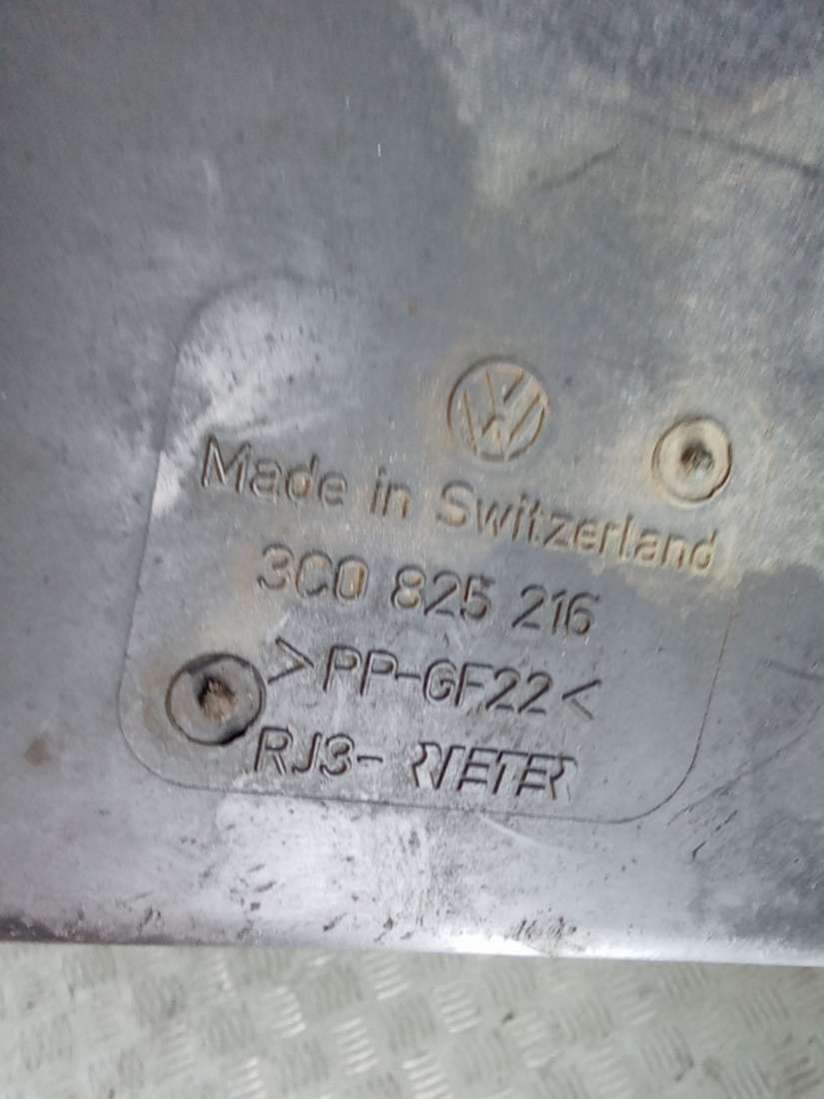 Made in Switzerland
3C0 825 216
>PP-GF22<
RJ3- RIETER